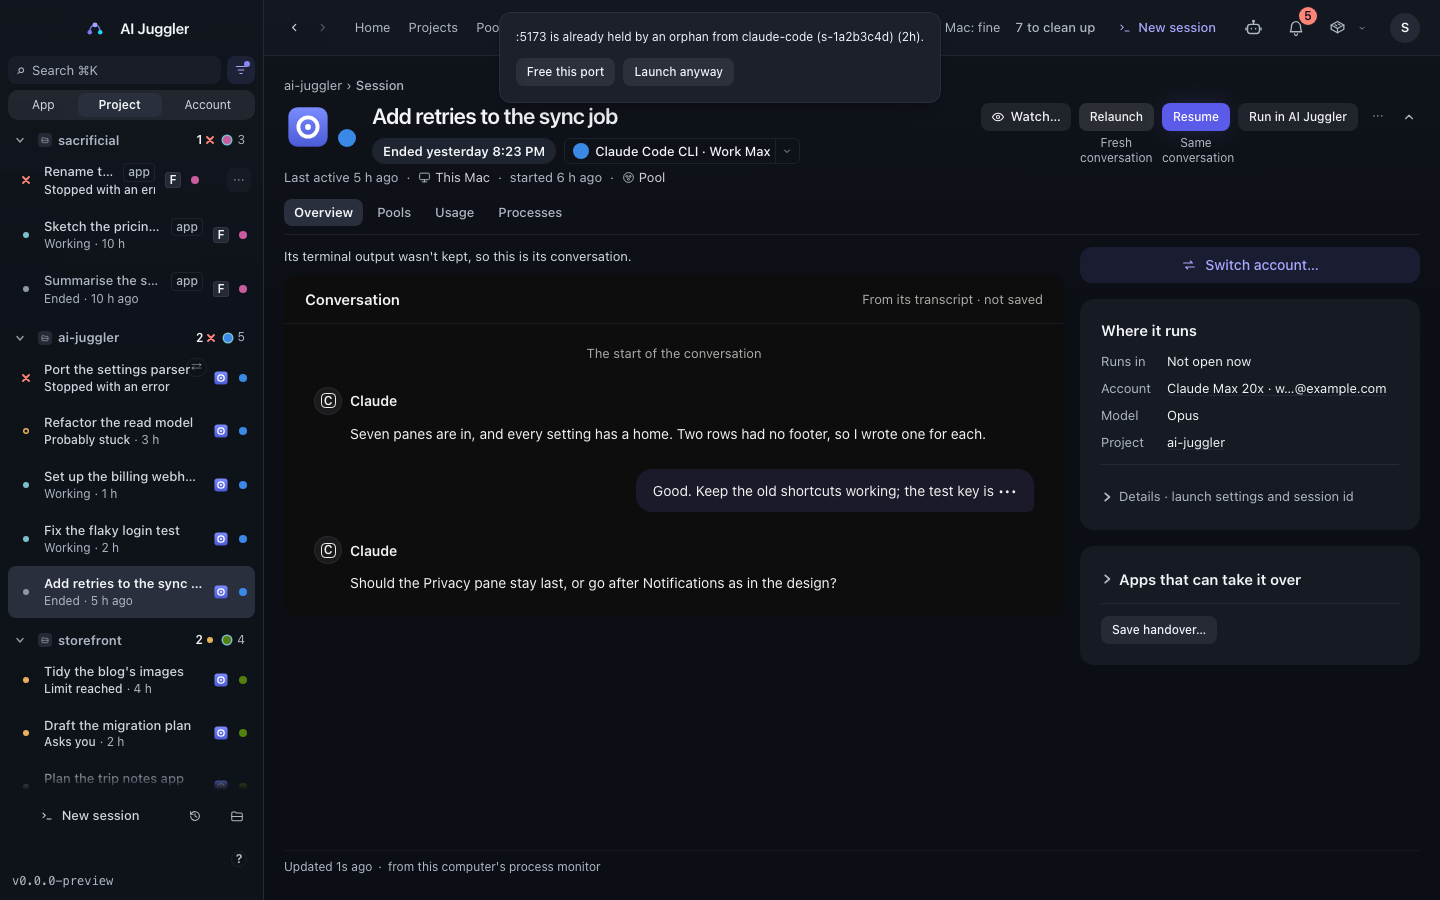 AI Juggler
Search ⌘K
App Project Account
sacrificial 1 3
Rename t... app F
Stopped with an err
Sketch the pricin... app F
Working · 10 h
Summarise the s... app F
Ended · 10 h ago
ai-juggler 2 5
Port the settings parser
Stopped with an error
Refactor the read model
Probably stuck · 3 h
Set up the billing webh...
Working · 1 h
Fix the flaky login test
Working · 2 h
Add retries to the sync ...
Ended · 5 h ago
storefront 2 4
Tidy the blog's images
Limit reached · 4 h
Draft the migration plan
Asks you · 2 h
Plan the trip notes app
New session
?
v0.0.0-preview
Home Projects Poo
:5173 is already held by an orphan from claude-code (s-1a2b3c4d) (2h).
Free this port Launch anyway
Mac: fine 7 to clean up New session 5 S
ai-juggler › Session
Add retries to the sync job
Ended yesterday 8:23 PM Claude Code CLI · Work Max
Last active 5 h ago · This Mac · started 6 h ago · Pool
Watch... Relaunch Resume Run in AI Juggler ...
Fresh conversation
Same conversation
Overview Pools Usage Processes
Its terminal output wasn't kept, so this is its conversation.
Conversation From its transcript · not saved
The start of the conversation
C Claude
Seven panes are in, and every setting has a home. Two rows had no footer, so I wrote one for each.
Good. Keep the old shortcuts working; the test key is •••
C Claude
Should the Privacy pane stay last, or go after Notifications as in the design?
Switch account...
Where it runs
Runs in Not open now
Account Claude Max 20x · w...@example.com
Model Opus
Project ai-juggler
Details · launch settings and session id
Apps that can take it over
Save handover...
Updated 1s ago · from this computer's process monitor